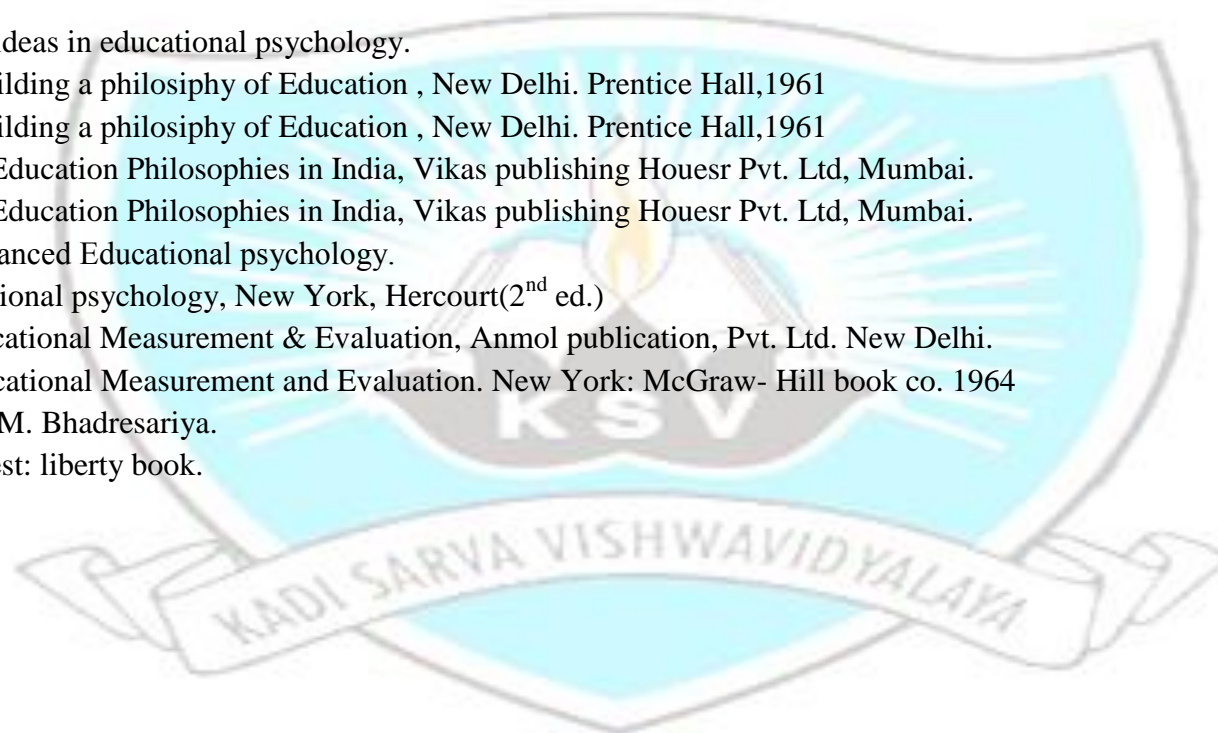 ideas in educational psychology.
ilding a philosiphy of Education , New Delhi. Prentice Hall,1961
ilding a philosiphy of Education , New Delhi. Prentice Hall,1961
Education Philosophies in India, Vikas publishing Houesr Pvt. Ltd, Mumbai.
Education Philosophies in India, Vikas publishing Houesr Pvt. Ltd, Mumbai.
anced Educational psychology.
ional psychology, New York, Hercourt(2nd ed.)
cational Measurement & Evaluation, Anmol publication, Pvt. Ltd. New Delhi.
cational Measurement and Evaluation. New York: McGraw- Hill book co. 1964
M. Bhadresariya.
est: liberty book.
KSV
KADI SARVA VISHWAVIDYALAYA